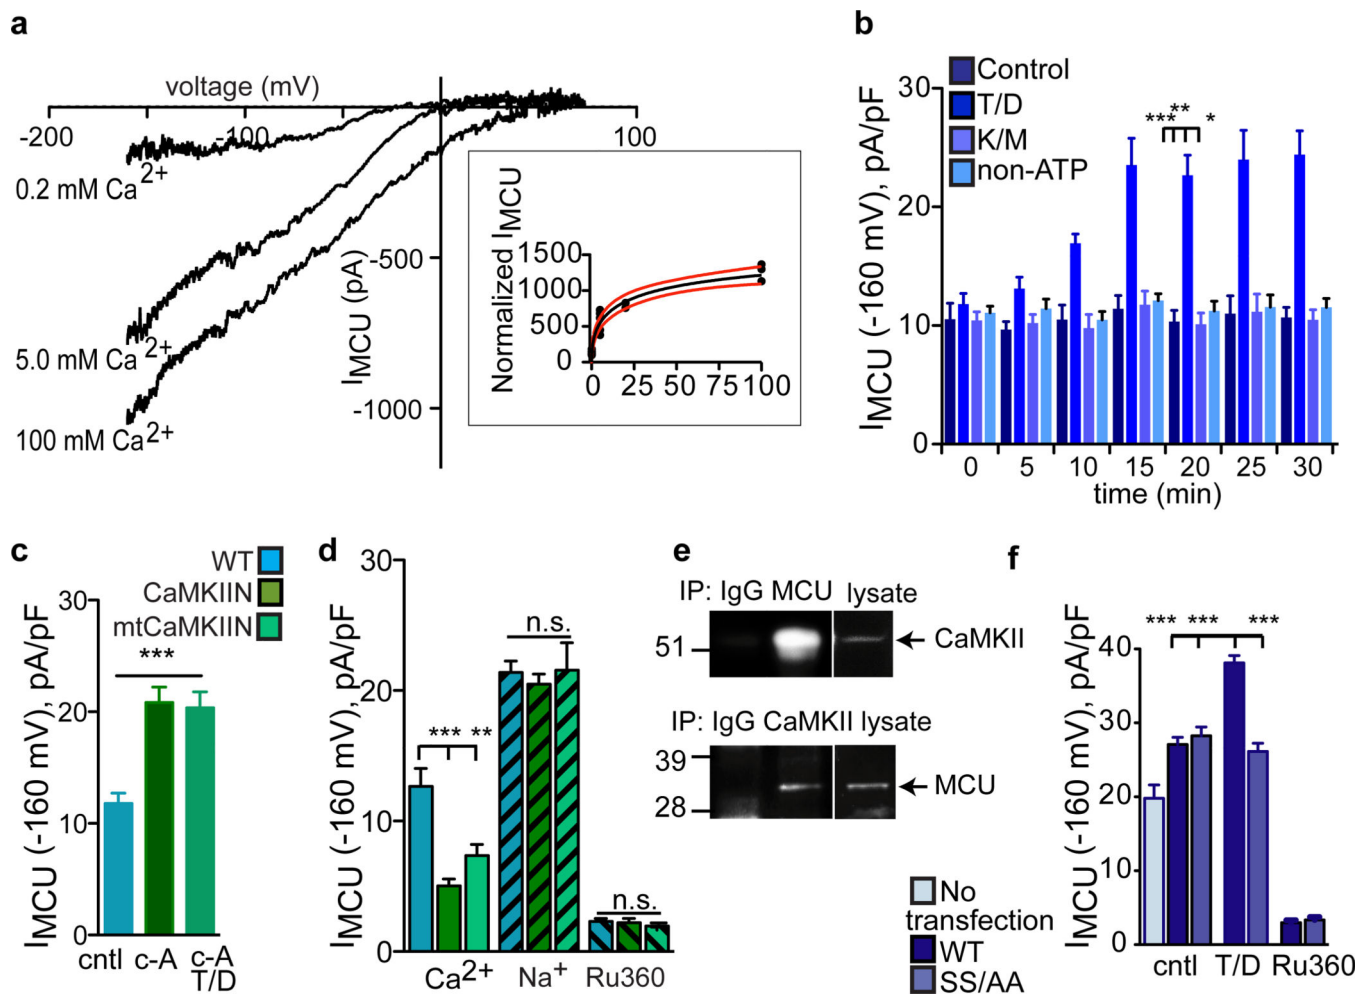 a
voltage (mV)
-200
-100
100
0.2 mM Ca2+
5.0 mM Ca2+
100 mM Ca2+
IMCU (pA)
-500
-1000
Normalized IMCU
1500
1000
500
0
0 25 50 75 100
b
Control
T/D
K/M
non-ATP
*** ** *
IMCU (-160 mV), pA/pF
30
20
10
0
0 5 10 15 20 25 30
time (min)
c
WT
CaMKIIN
mtCaMKIIN
***
IMCU (-160 mV), pA/pF
30
20
10
0
cntl c-A c-A
T/D
d
IMCU (-160 mV), pA/pF
30
20
10
0
*** **
n.s.
n.s.
Ca2+ Na+ Ru360
e
IP: IgG MCU lysate
51
CaMKII
IP: IgG CaMKII lysate
39
28
MCU
f
IMCU (-160 mV), pA/pF
40
30
20
10
0
*** *** ***
cntl T/D Ru360
No
transfection
WT
SS/AA